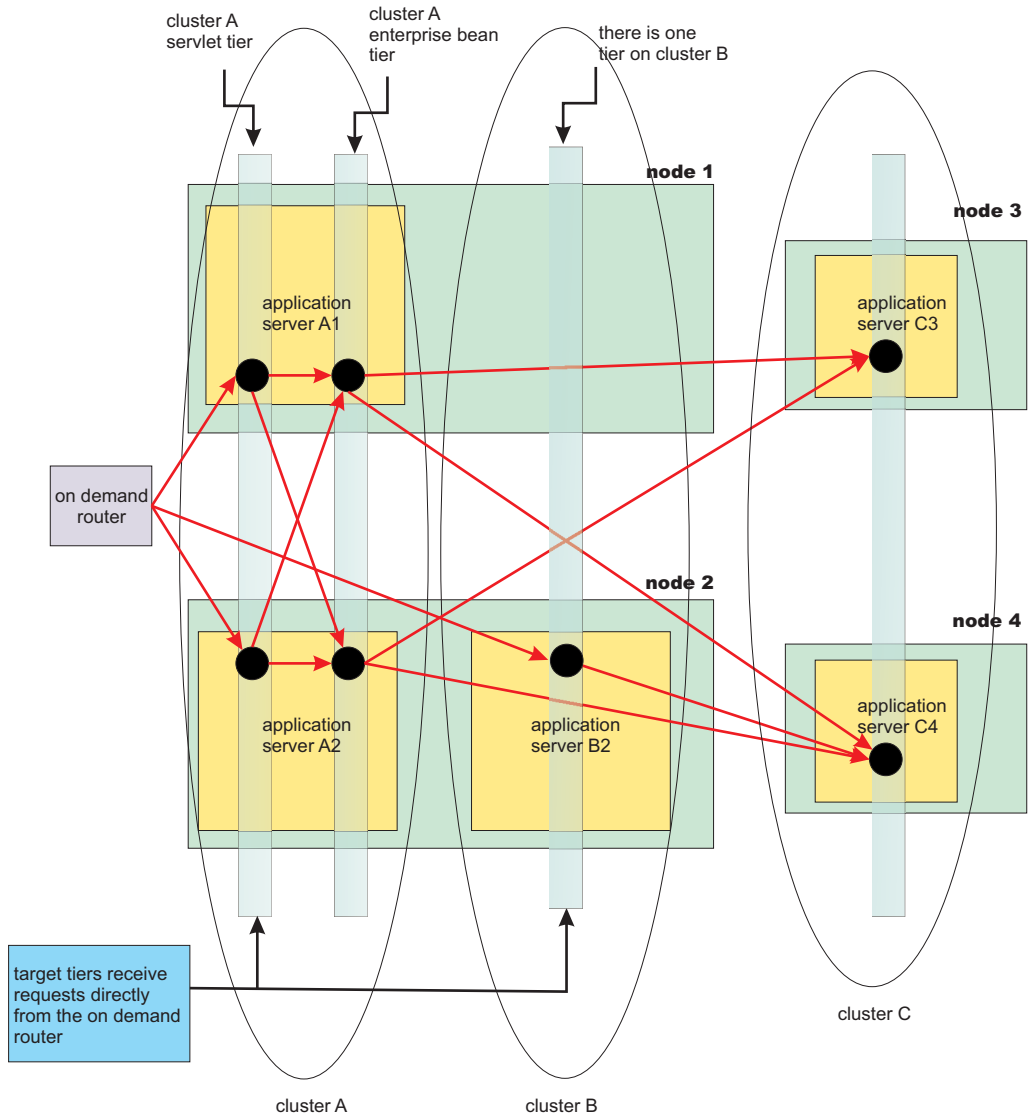 cluster A
servlet tier
cluster A
enterprise bean
tier
there is one
tier on cluster B
node 1
node 3
application
server A1
application
server C3
on demand
router
node 2
node 4
application
server A2
application
server B2
application
server C4
target tiers receive
requests directly
from the on demand
router
cluster C
cluster A
cluster B